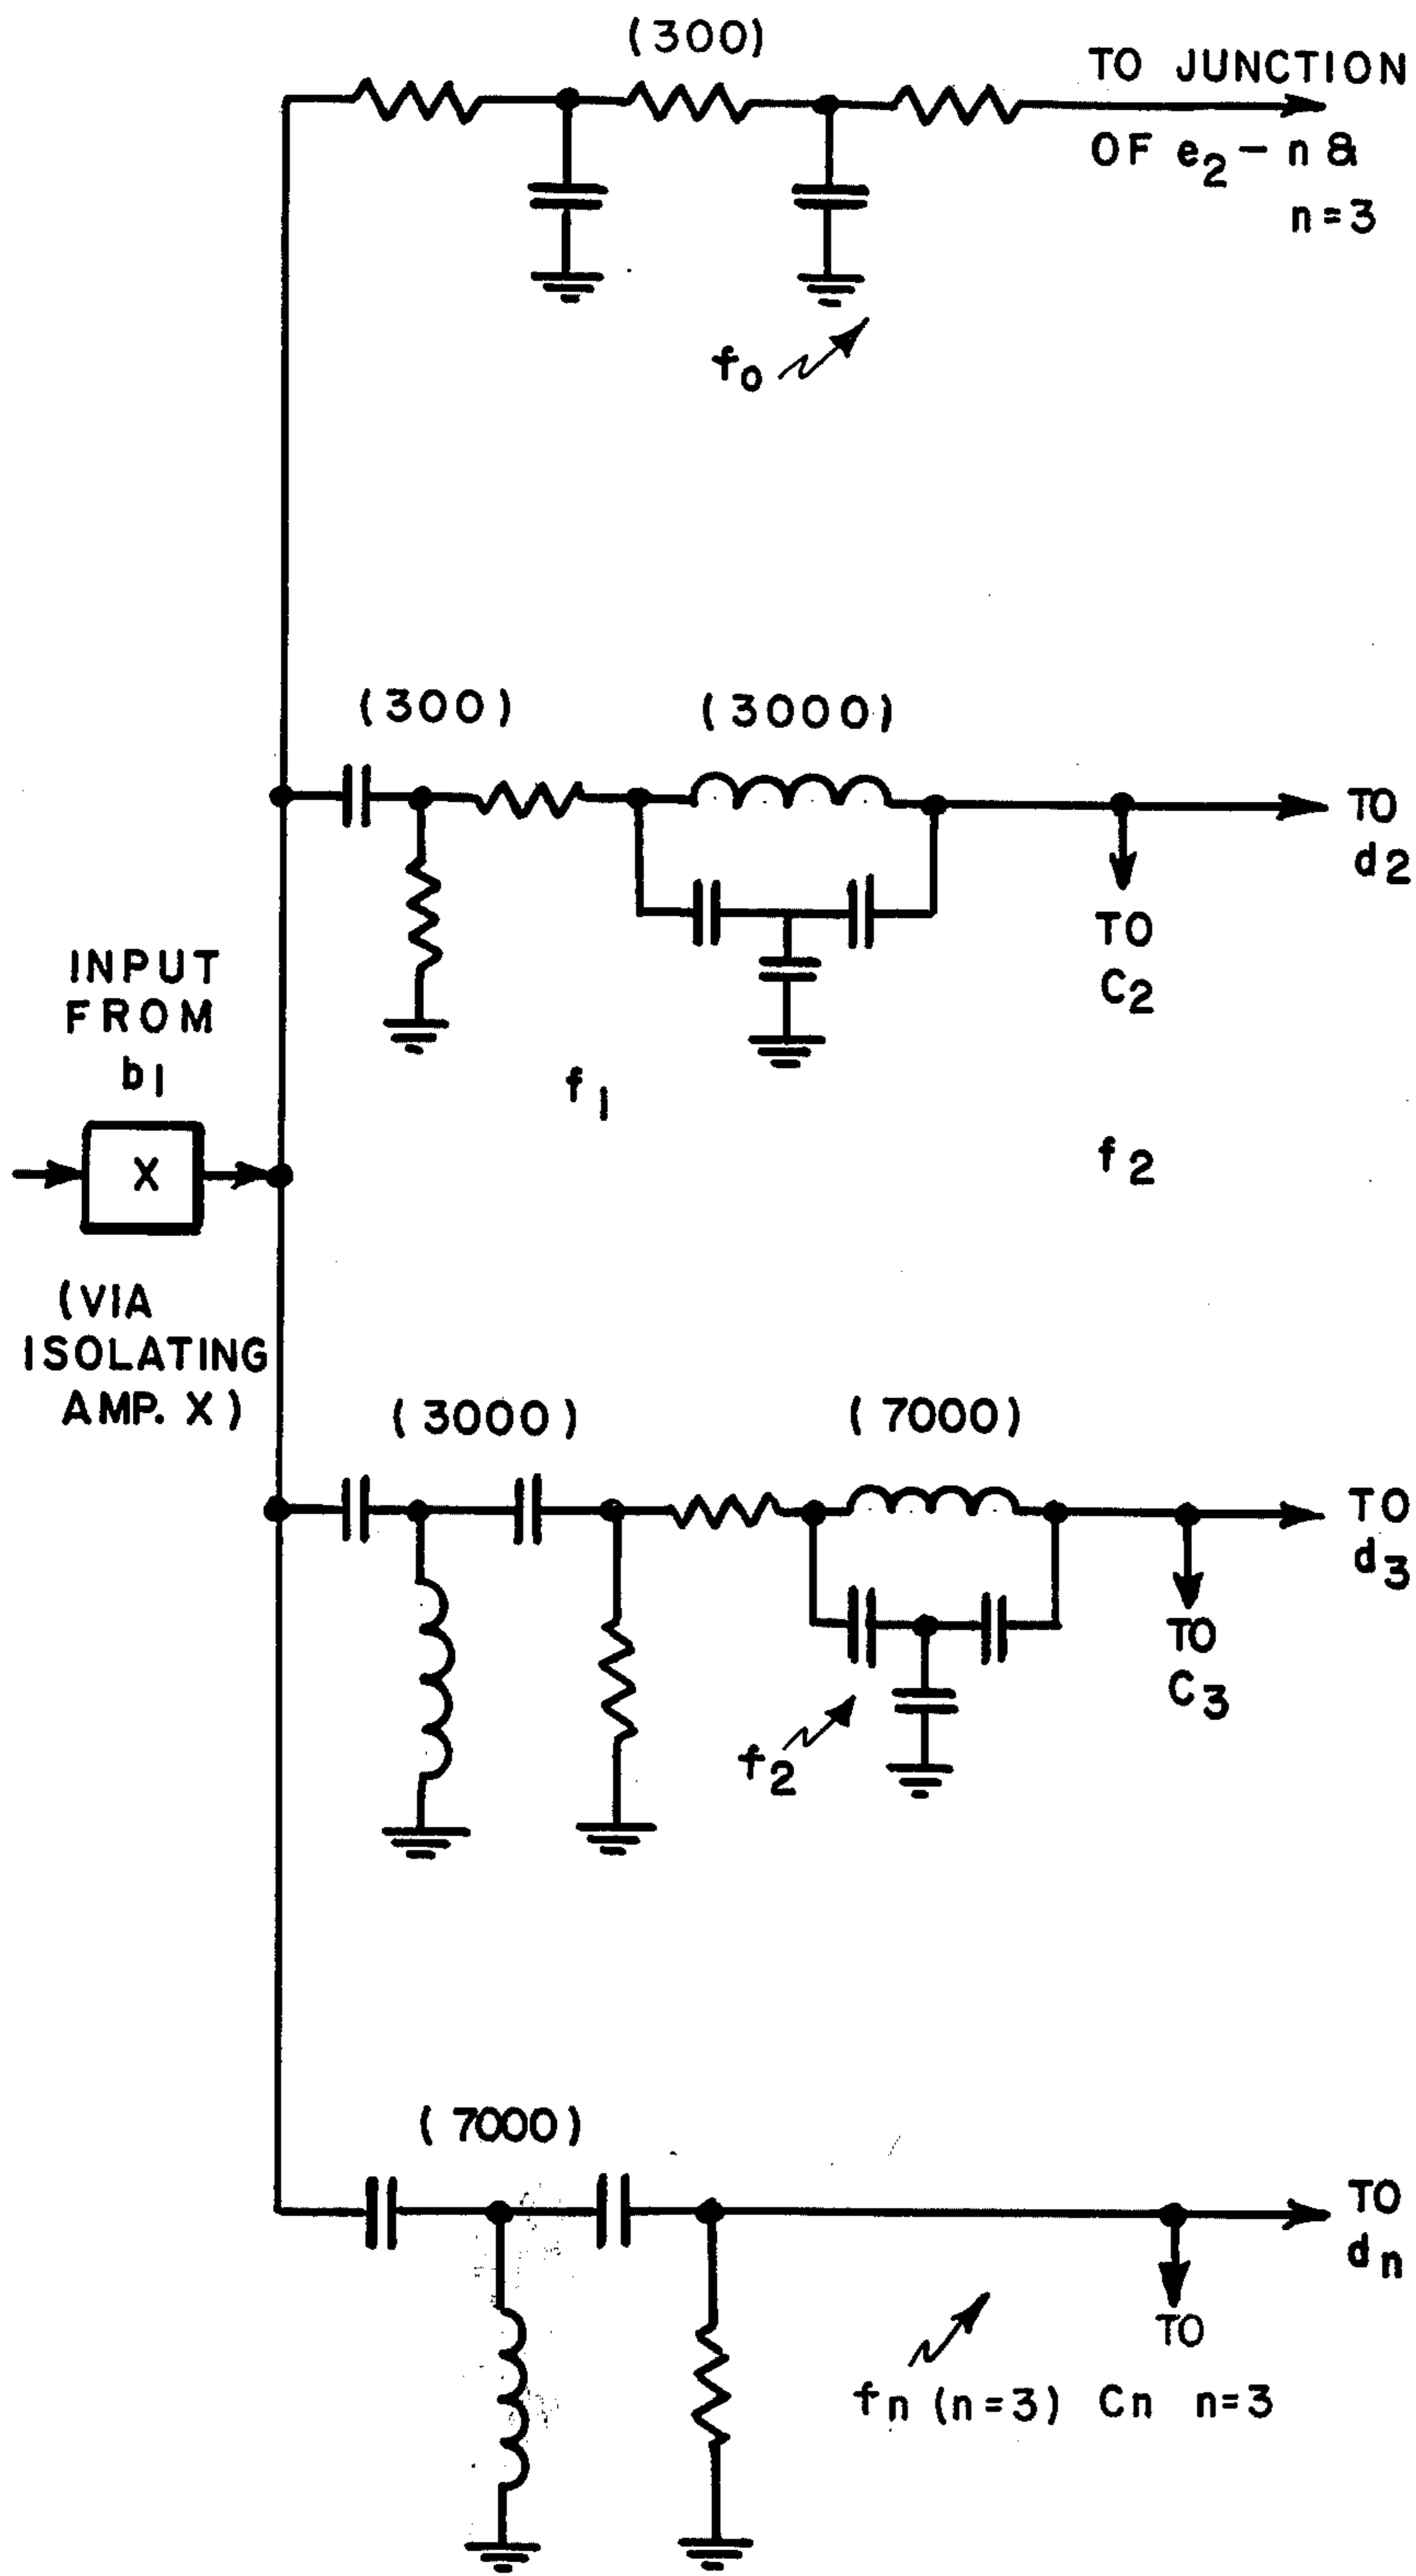 (300)
TO JUNCTION
OF e2 – n &
n=3
fo
(300)
(3000)
TO
d2
TO
C2
INPUT
FROM
b1
f1
f2
X
(VIA
ISOLATING
AMP. X)
(3000)
(7000)
TO
d3
TO
C3
f2
(7000)
TO
dn
TO
fn (n=3) Cn n=3